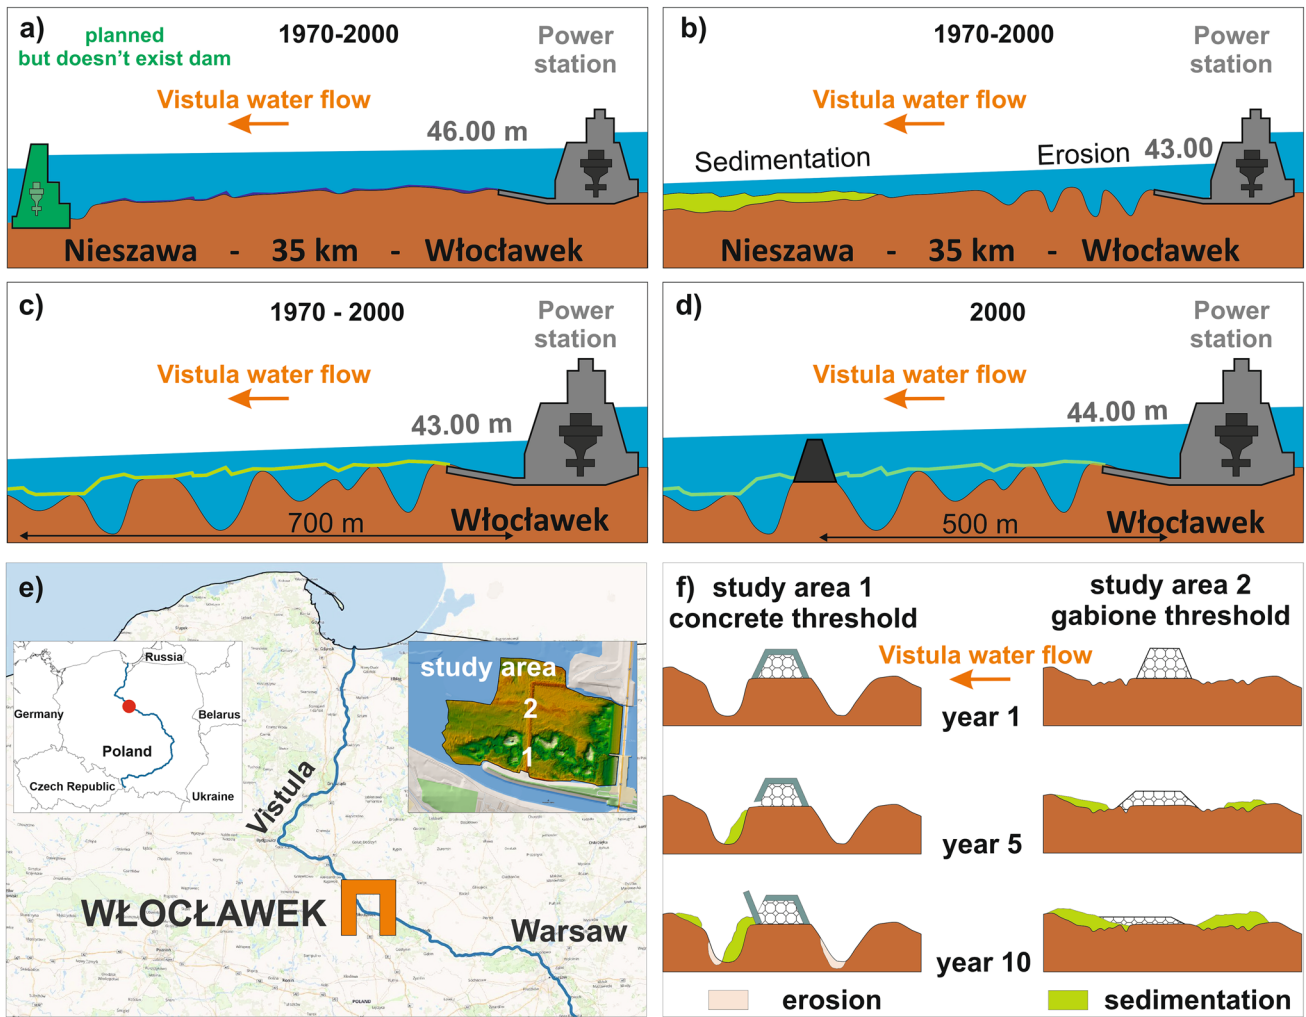 a)
planned
but doesn't exist dam
1970-2000
Power
station
Vistula water flow
46.00 m
Nieszawa - 35 km - Włocławek
b)
1970-2000
Power
station
Vistula water flow
Sedimentation
Erosion
43.00
Nieszawa - 35 km - Włocławek
c)
1970 - 2000
Power
station
Vistula water flow
43.00 m
700 m
Włocławek
d)
2000
Power
station
Vistula water flow
44.00 m
500 m
Włocławek
e)
Russia
Germany
Belarus
Poland
Czech Republic
Ukraine
study area
2
1
Vistula
WŁOCŁAWEK
Warsaw
POLAND
f)
study area 1
concrete threshold
study area 2
gabione threshold
Vistula water flow
year 1
year 5
year 10
erosion
sedimentation